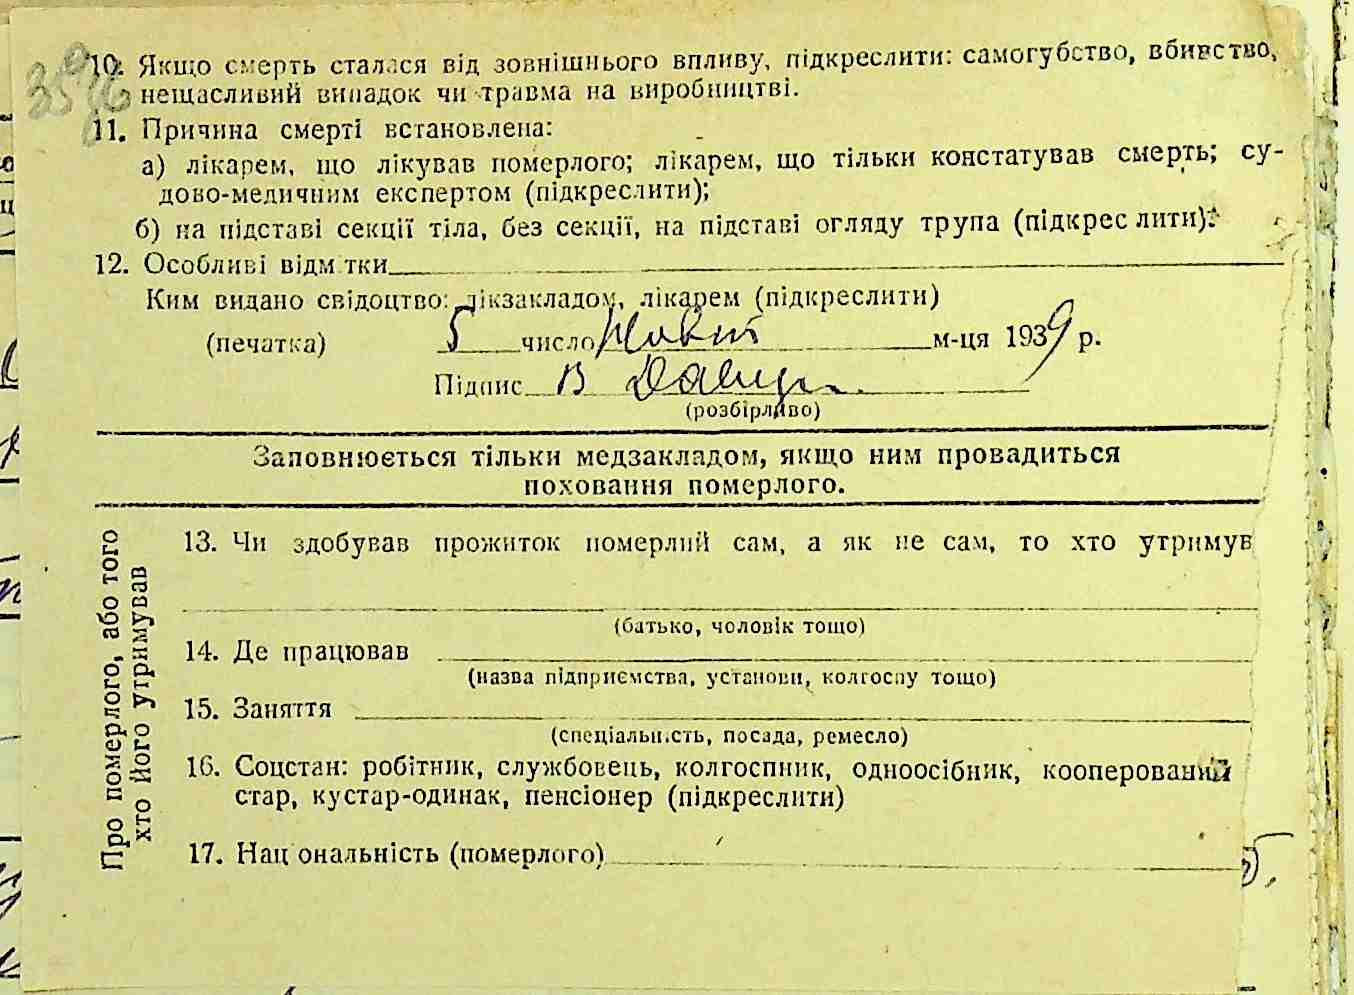 10. Якщо смерть сталася від зовнішнього впливу, підкреслити: самогубство, вбивство,
нещасливий випадок чи травма на виробництві.
11. Причина смерті встановлена:
а) лікарем, що лікував померлого; лікарем, що тільки констатував смерть; су-
дово-медичним експертом (підкреслити);
б) на підставі секції тіла, без секції, на підставі огляду трупа (підкреслити).
12. Особливі відмітки
Ким видано свідоцтво: лікзакладом, лікарем (підкреслити)
(печатка) 5 число м-ця 1939 р.
Підпис В
(розбірливо)
Заповнюється тільки медзакладом, якщо ним провадиться
поховання померлого.
Про померлого, або того
хто його утримував
13. Чи здобував прожиток померлий сам, а як не сам, то хто утримув
(батько, чоловік тощо)
14. Де працював
(назва підприємства, установи, колгоспу тощо)
15. Заняття
(спеціальність, посада, ремесло)
16. Соцстан: робітник, службовець, колгоспник, одноосібник, кооперований
стар, кустар-одинак, пенсіонер (підкреслити)
17. Національність (померлого)